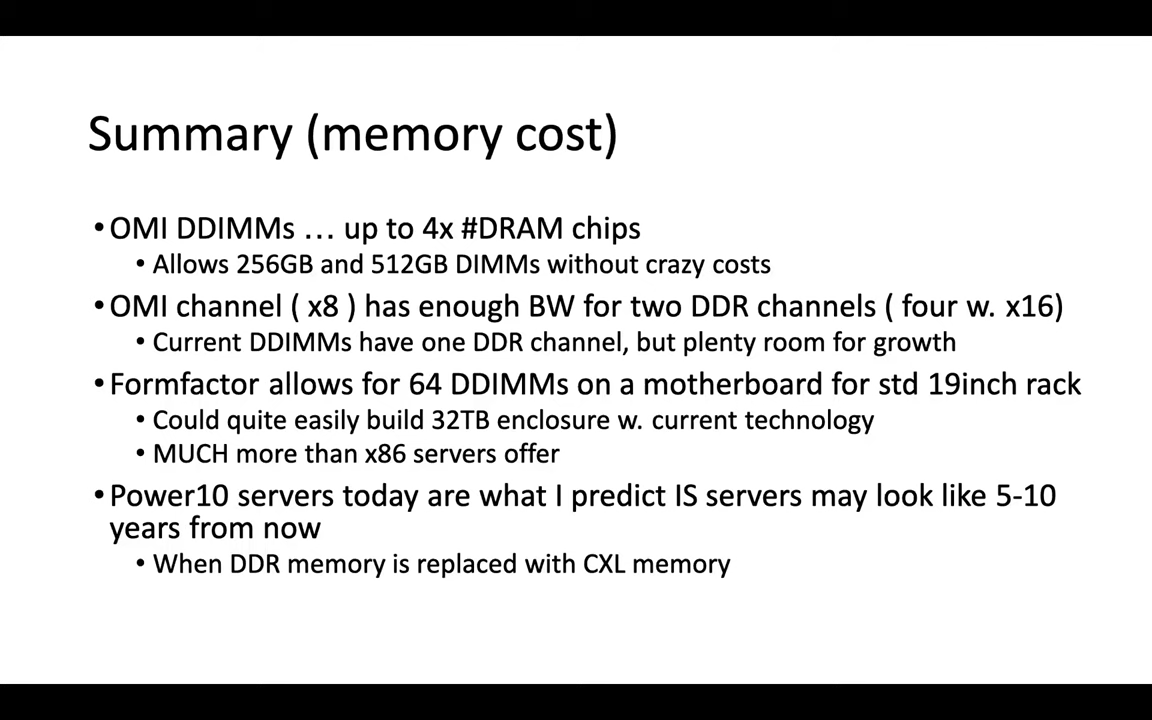 Summary (memory cost)
•OMI DDIMMs … up to 4x #DRAM chips
• Allows 256GB and 512GB DIMMs without crazy costs
•OMI channel ( x8 ) has enough BW for two DDR channels ( four w. x16)
• Current DDIMMs have one DDR channel, but plenty room for growth
•Formfactor allows for 64 DDIMMs on a motherboard for std 19inch rack
• Could quite easily build 32TB enclosure w. current technology
• MUCH more than x86 servers offer
•Power10 servers today are what I predict IS servers may look like 5-10
years from now
• When DDR memory is replaced with CXL memory